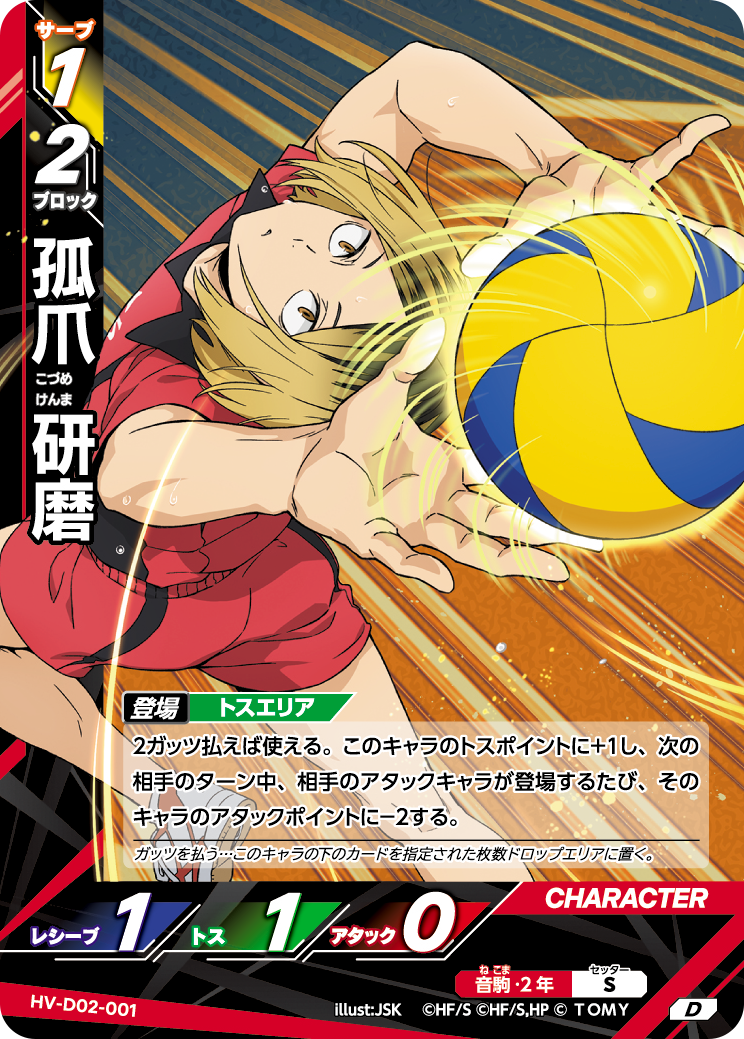 サーブ
1
2
ブロック
孤爪
こづめ
けんま
研磨
登場 トスエリア
2ガッツ払えば使える。このキャラのトスポイントに+1し、次の
相手のターン中、相手のアタックキャラが登場するたび、その
キャラのアタックポイントに−2する。
ガッツを払う…このキャラの下のカードを指定された枚数ドロップエリアに置く。
CHARACTER
レシーブ 1 トス 1 アタック 0
ねこま セッター
音駒・2年 S
HV-D02-001 illust:JSK ©HF/S ©HF/S,HP © TOMY D